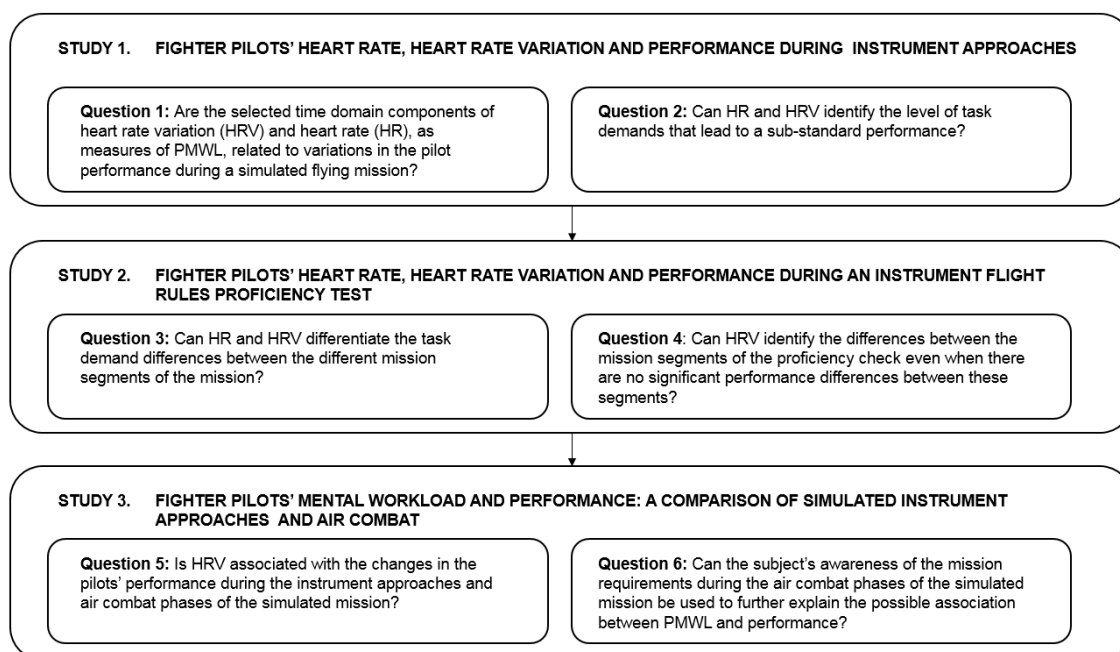 STUDY 1. FIGHTER PILOTS' HEART RATE, HEART RATE VARIATION AND PERFORMANCE DURING INSTRUMENT APPROACHES
Question 1: Are the selected time domain components of
heart rate variation (HRV) and heart rate (HR), as
measures of PMWL, related to variations in the pilot
performance during a simulated flying mission?
Question 2: Can HR and HRV identify the level of task
demands that lead to a sub-standard performance?
STUDY 2. FIGHTER PILOTS' HEART RATE, HEART RATE VARIATION AND PERFORMANCE DURING AN INSTRUMENT FLIGHT
RULES PROFICIENCY TEST
Question 3: Can HR and HRV differentiate the task
demand differences between the different mission
segments of the mission?
Question 4: Can HRV identify the differences between the
mission segments of the proficiency check even when there
are no significant performance differences between these
segments?
STUDY 3. FIGHTER PILOTS' MENTAL WORKLOAD AND PERFORMANCE: A COMPARISON OF SIMULATED INSTRUMENT
APPROACHES AND AIR COMBAT
Question 5: Is HRV associated with the changes in the
pilots' performance during the instrument approaches and
air combat phases of the simulated mission?
Question 6: Can the subject's awareness of the mission
requirements during the air combat phases of the simulated
mission be used to further explain the possible association
between PMWL and performance?